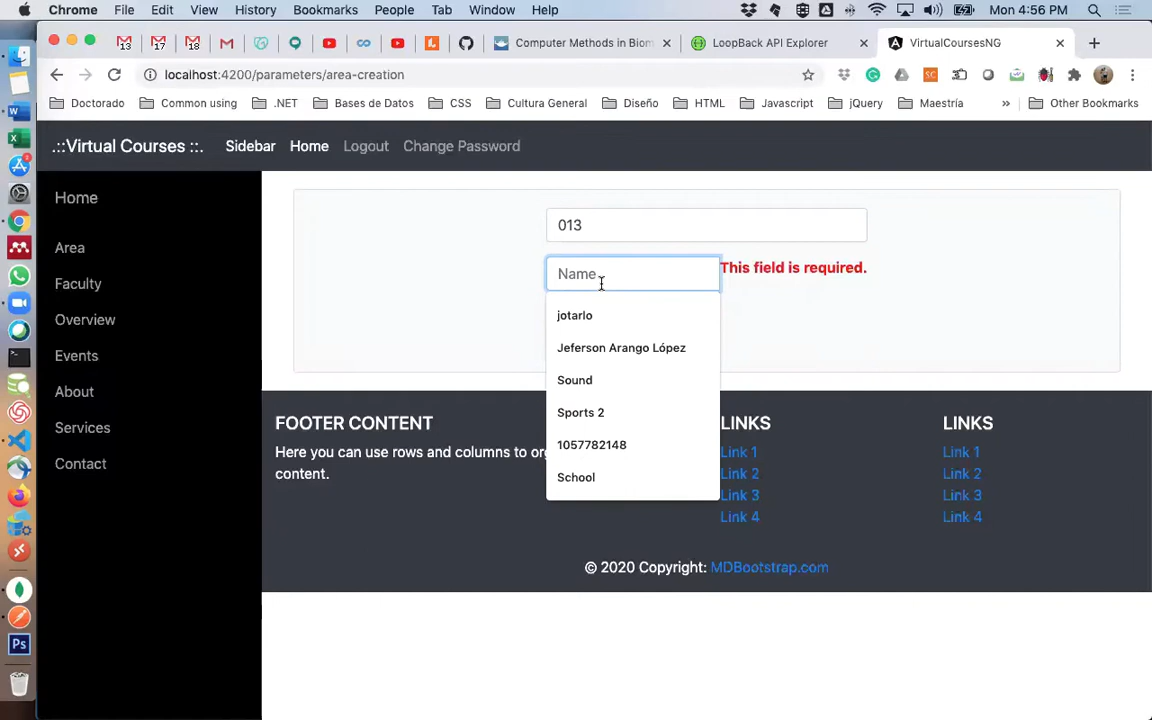 Chrome File Edit View History Bookmarks People Tab Window Help Mon 4:56 PM
13 17 18 Computer Methods in Biom LoopBack API Explorer VirtualCoursesNG
localhost:4200/parameters/area-creation
Doctorado Common using .NET Bases de Datos CSS Cultura General Diseño HTML Javascript jQuery Maestría » Other Bookmarks
.::Virtual Courses ::. Sidebar Home Logout Change Password
Home
Area
Faculty
Overview
Events
About
Services
Contact
013
Name
This field is required.
jotarlo
Jeferson Arango López
Sound
Sports 2
1057782148
School
FOOTER CONTENT
Here you can use rows and columns to
content.
LINKS
Link 1
Link 2
Link 3
Link 4
LINKS
Link 1
Link 2
Link 3
Link 4
© 2020 Copyright: MDBootstrap.com
Ps